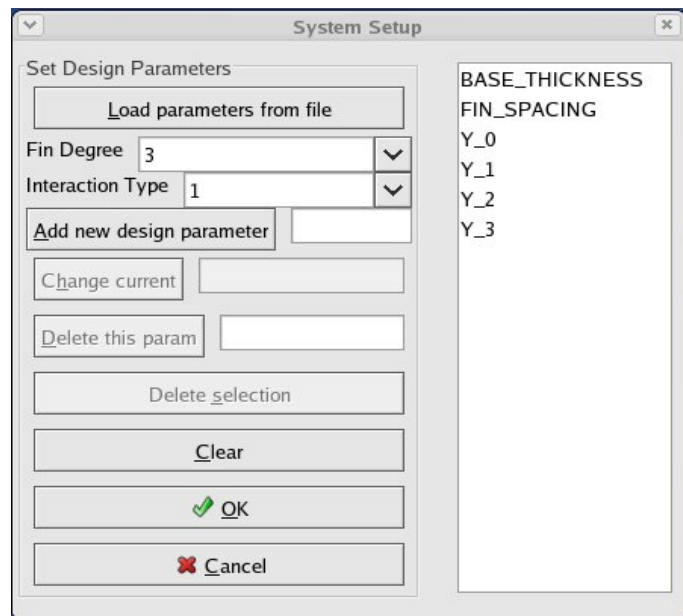 System Setup
Set Design Parameters
Load parameters from file
Fin Degree 3
Interaction Type 1
Add new design parameter
Change current
Delete this param
Delete selection
Clear
OK
Cancel
BASE_THICKNESS
FIN_SPACING
Y_0
Y_1
Y_2
Y_3